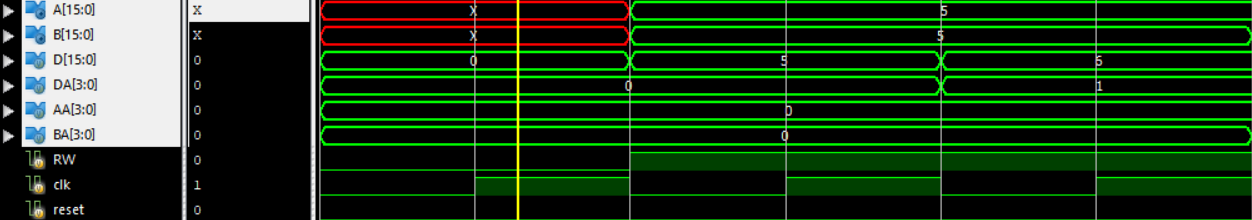 A[15:0] X X 5
B[15:0] X X 5
D[15:0] 0 0 5 6
DA[3:0] 0 0 1
AA[3:0] 0 0
BA[3:0] 0 0
RW 0
clk 1
reset 0